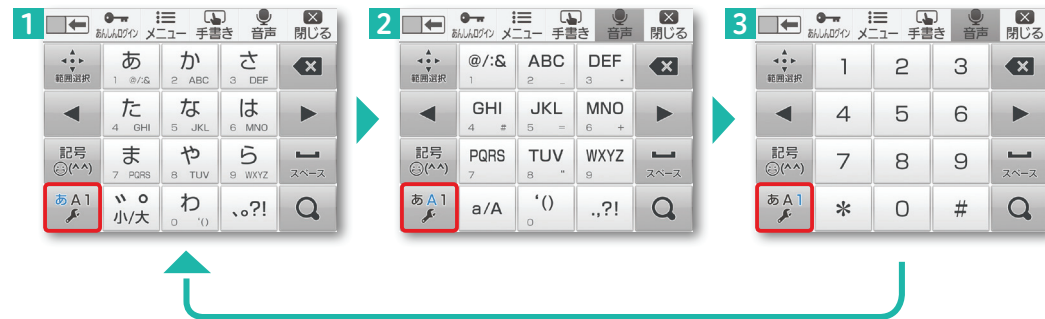 1
あんしんログイン メニュー 手書き 音声 閉じる
範囲選択 あ 1 @/:& か 2 ABC さ 3 DEF
た 4 GHI な 5 JKL は 6 MNO
記号 (^^) ま 7 PQRS や 8 TUV ら 9 WXYZ スペース
あA1 ゛゜ 小/大 わ 0 '() 、。?!
2
あんしんログイン メニュー 手書き 音声 閉じる
範囲選択 @/:& 1 ABC 2 _ DEF 3 -
GHI 4 # JKL 5 = MNO 6 +
記号 (^^) PQRS 7 TUV 8 " WXYZ 9 スペース
あA1 a/A '() 0 .,?!
3
あんしんログイン メニュー 手書き 音声 閉じる
範囲選択 1 2 3
4 5 6
記号 (^^) 7 8 9 スペース
あA1 * 0 #